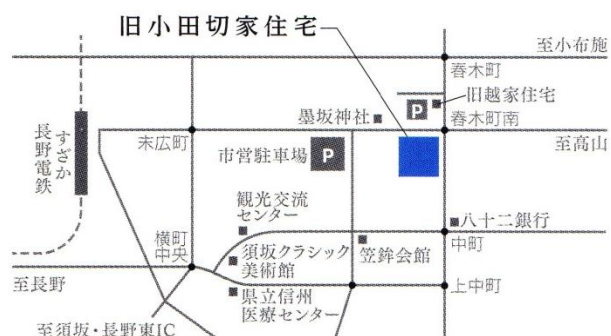 旧小田切家住宅
至小布施
春木町
旧越家住宅
P
墨坂神社
春木町南
末広町
市営駐車場
P
至高山
すざか
長野電鉄
観光交流
センター
八十二銀行
横町
中央
須坂クラシック
美術館
笠鉾会館
中町
至長野
県立信州
医療センター
上中町
至須坂・長野東IC